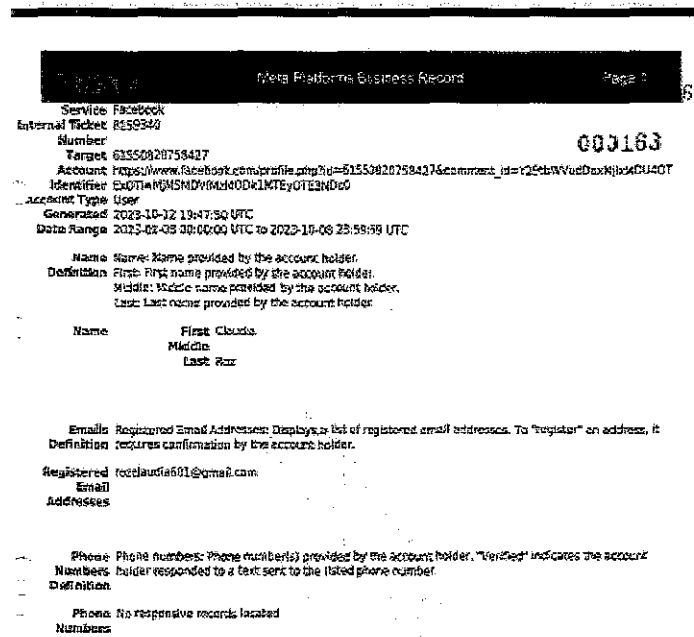 Meta Platforms Business Record Page 1
6
Service Facebook
Internal Ticket 8159340
Number
000163
Target 61550820758427
Account
Identifier
Account Type User
Generated 2023-10-12 19:47:50 UTC
Date Range 2023-02-05 00:00:00 UTC to 2023-10-08 23:59:59 UTC
Name Name: Name provided by the account holder.
Definition First: First name provided by the account holder.
Middle: Middle name provided by the account holder.
Last: Last name provided by the account holder.
Name First Claudia
Middle
Last
Emails Registered Email Addresses: Displays a list of registered email addresses. To "register" an address, it
Definition requires confirmation by the account holder.
Registered
Email
Addresses
Phone Phone numbers: Phone number(s) provided by the account holder. "Verified" indicates the account
Numbers holder responded to a text sent to the listed phone number.
Definition
Phone No responsive records located
Numbers